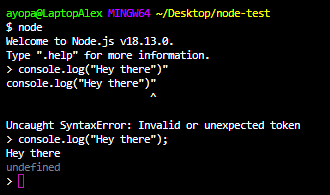 ayopa@LaptopAlex MINGW64 ~/Desktop/node-test
$ node
Welcome to Node.js v18.13.0.
Type ".help" for more information.
> console.log("Hey there")"
console.log("Hey there")"
                        ^

Uncaught SyntaxError: Invalid or unexpected token
> console.log("Hey there");
Hey there
undefined
>